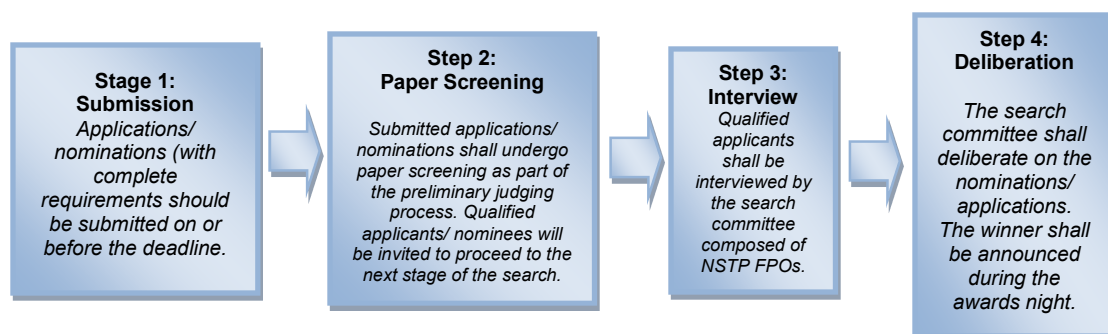 Stage 1:
Submission
Applications/
nominations (with
complete
requirements should
be submitted on or
before the deadline.
Step 2:
Paper Screening
Submitted applications/
nominations shall undergo
paper screening as part of
the preliminary judging
process. Qualified
applicants/ nominees will
be invited to proceed to the
next stage of the search.
Step 3:
Interview
Qualified
applicants
shall be
interviewed by
the search
committee
composed of
NSTP FPOs.
Step 4:
Deliberation
The search
committee shall
deliberate on the
nominations/
applications.
The winner shall
be announced
during the
awards night.